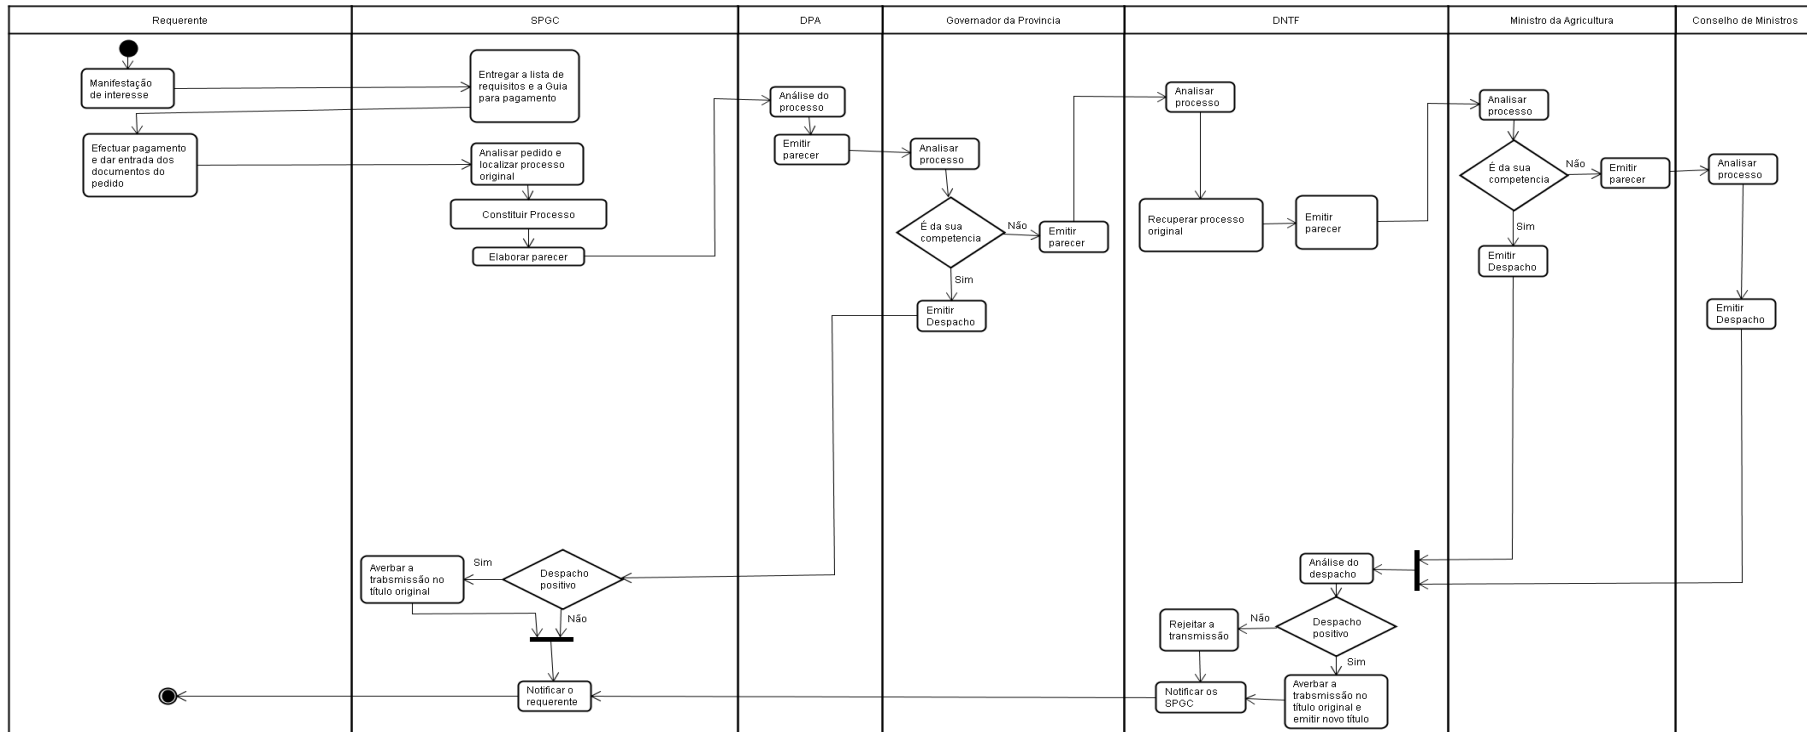 Requerente
SPGC
DPA
Governador da Provincia
DNTF
Ministro da Agricultura
Conselho de Ministros
Manifestação
de interesse
Entregar a lista de
requisitos e a Guia
para pagamento
Efectuar pagamento
e dar entrada dos
documentos do
pedido
Analisar pedido e
localizar processo
original
Constituir Processo
Elaborar parecer
Análise do
processo
Emitir
parecer
Analisar
processo
É da sua
competencia
Não
Emitir
parecer
Sim
Emitir
Despacho
Analisar
processo
Recuperar processo
original
Emitir
parecer
Analisar
processo
É da sua
competencia
Não
Emitir
parecer
Sim
Emitir
Despacho
Analisar
processo
Emitir
Despacho
Averbar a
trabsmissão no
título original
Sim
Despacho
positivo
Não
Notificar o
requerente
Análise do
despacho
Despacho
positivo
Não
Rejeitar a
transmissão
Sim
Averbar a
trabsmissão no
título original e
emitir novo título
Notificar os
SPGC